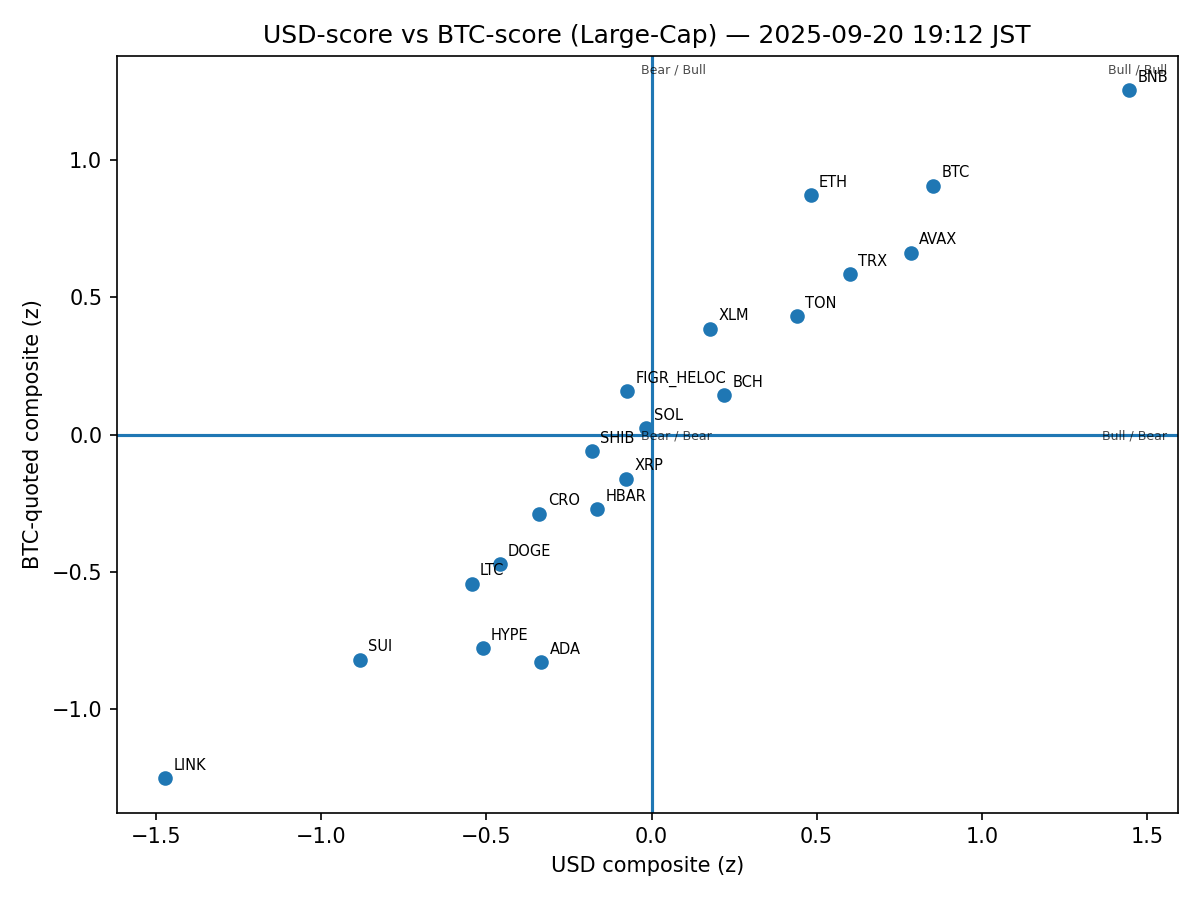 USD-score vs BTC-score (Large-Cap) — 2025-09-20 19:12 JST
Bear / Bull
Bull / Bull
BNB
BTC
ETH
AVAX
TRX
TON
XLM
FIGR_HELOC
BCH
SOL
SHIB
Bear / Bear
Bull / Bear
XRP
HBAR
CRO
DOGE
LTC
HYPE
ADA
SUI
LINK
1.0
0.5
0.0
−0.5
−1.0
BTC-quoted composite (z)
−1.5
−1.0
−0.5
0.0
0.5
1.0
1.5
USD composite (z)